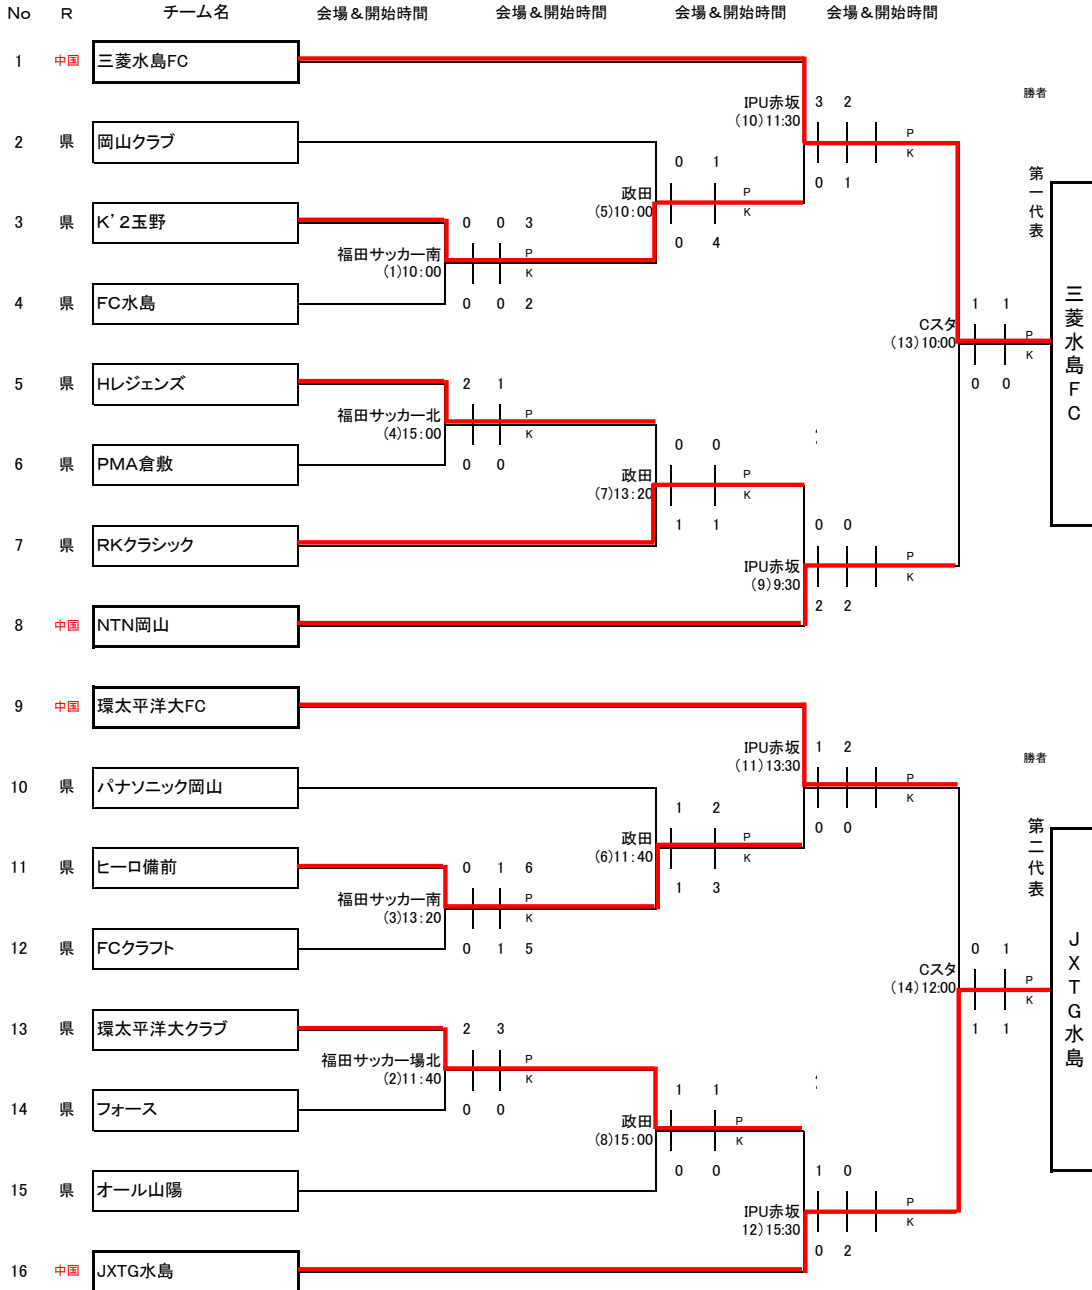 No R チーム名 会場&開始時間 会場&開始時間 会場&開始時間 会場&開始時間
1 中国 三菱水島FC
勝者
IPU赤坂 3 2
(10)11:30
P
K
2 県 岡山クラブ
0 1
0 1
第一代表
政田 P
(5)10:00 K
3 県 K'2玉野 0 0 3
0 4
福田サッカー南 P
(1)10:00 K
4 県 FC水島 0 0 2
1 1
Cスタ P
(13)10:00 K
三菱水島FC
5 県 Hレジェンズ 2 1
0 0
福田サッカー北 P
(4)15:00 K
0 0
6 県 PMA倉敷 0 0
政田 P
(7)13:20 K
1 1
0 0
7 県 RKクラシック
IPU赤坂 P
(9)9:30 K
2 2
8 中国 NTN岡山
9 中国 環太平洋大FC
IPU赤坂 1 2
(11)13:30
勝者
P
K
10 県 パナソニック岡山
1 2
0 0
第二代表
政田 P
(6)11:40 K
11 県 ヒーロ備前 0 1 6
1 3
福田サッカー南 P
(3)13:20 K
12 県 FCクラフト 0 1 5
0 1
Cスタ P
(14)12:00 K
JXTG水島
13 県 環太平洋大クラブ 2 3
1 1
福田サッカー場北 P
(2)11:40 K
1 1
14 県 フォース 0 0
政田 P
(8)15:00 K
0 0
1 0
15 県 オール山陽
IPU赤坂 P
12)15:30 K
0 2
16 中国 JXTG水島